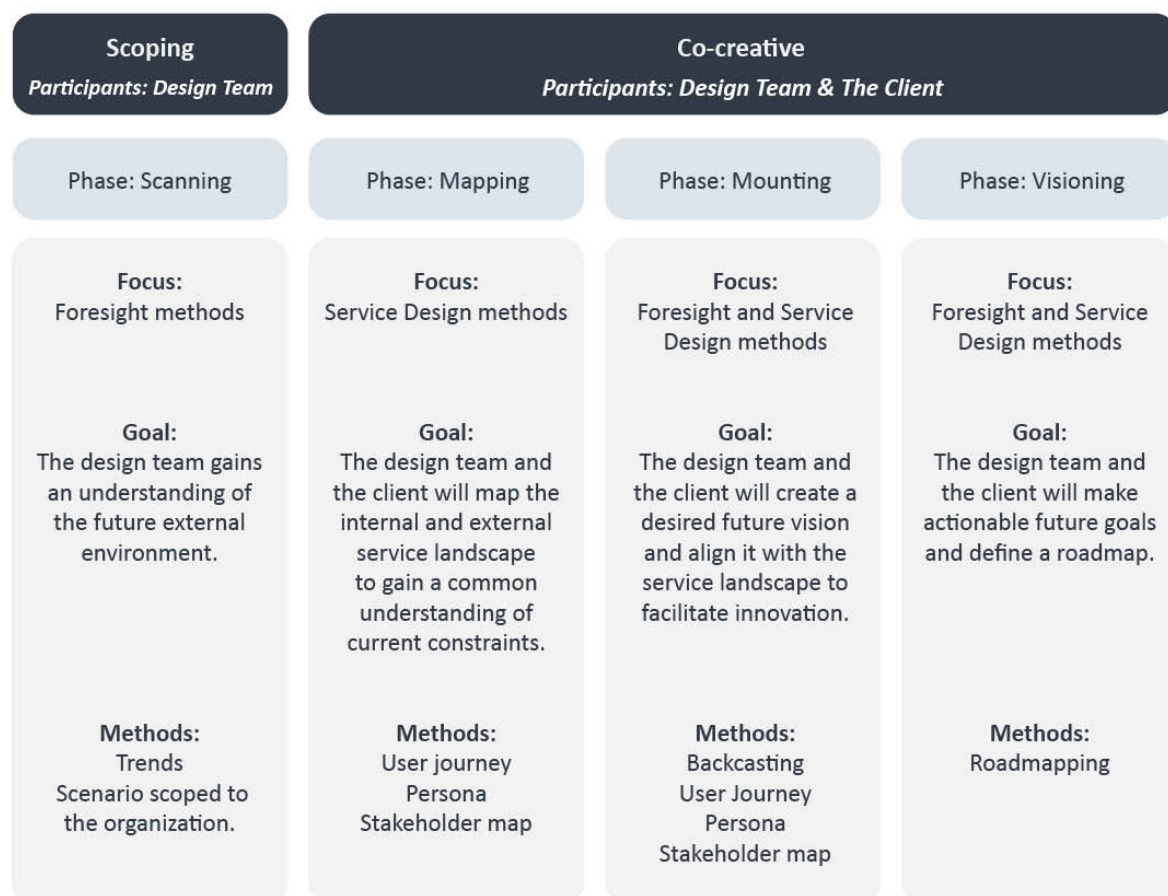 Scoping
Participants: Design Team
Co-creative
Participants: Design Team & The Client
Phase: Scanning
Phase: Mapping
Phase: Mounting
Phase: Visioning
Focus:
Foresight methods
Goal:
The design team gains
an understanding of
the future external
environment.
Methods:
Trends
Scenario scoped to
the organization.
Focus:
Service Design methods
Goal:
The design team and
the client will map the
internal and external
service landscape
to gain a common
understanding of
current constraints.
Methods:
User journey
Persona
Stakeholder map
Focus:
Foresight and Service
Design methods
Goal:
The design team and
the client will create a
desired future vision
and align it with the
service landscape to
facilitate innovation.
Methods:
Backcasting
User Journey
Persona
Stakeholder map
Focus:
Foresight and Service
Design methods
Goal:
The design team and
the client will make
actionable future goals
and define a roadmap.
Methods:
Roadmapping